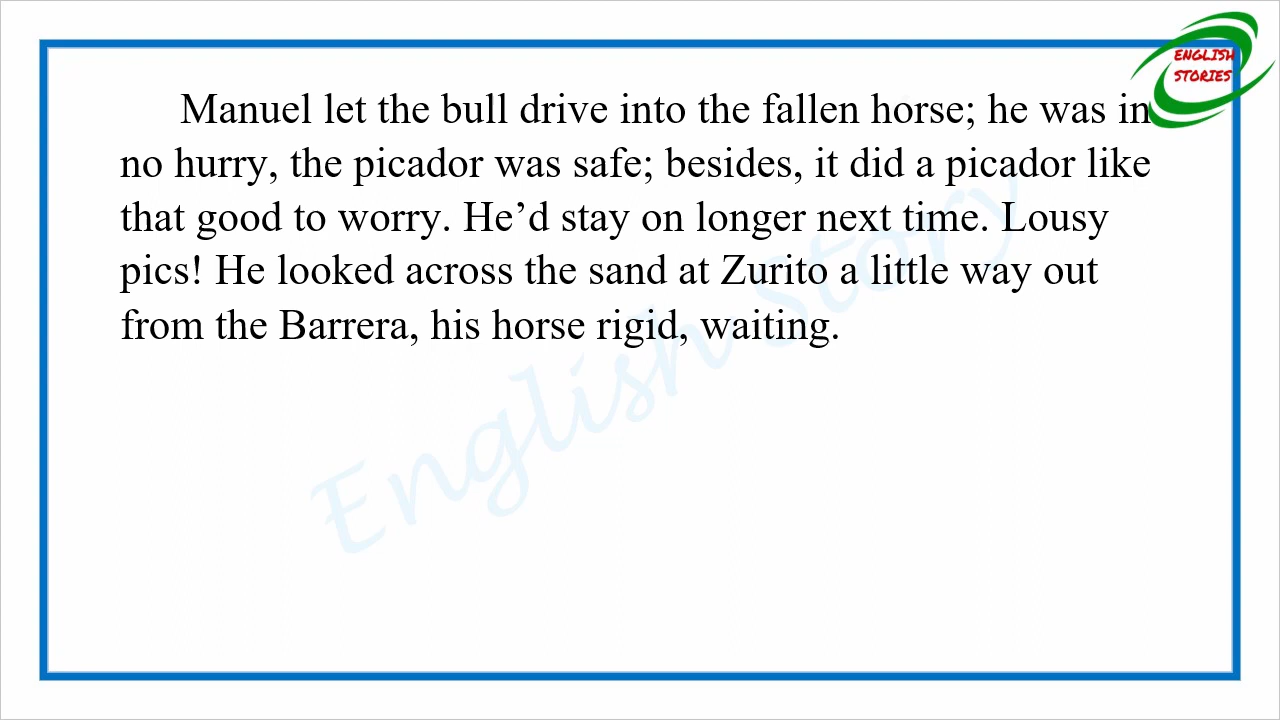 ENGLISH
STORIES
Manuel let the bull drive into the fallen horse; he was in
no hurry, the picador was safe; besides, it did a picador like
that good to worry. He’d stay on longer next time. Lousy
pics! He looked across the sand at Zurito a little way out
from the Barrera, his horse rigid, waiting.
English Story